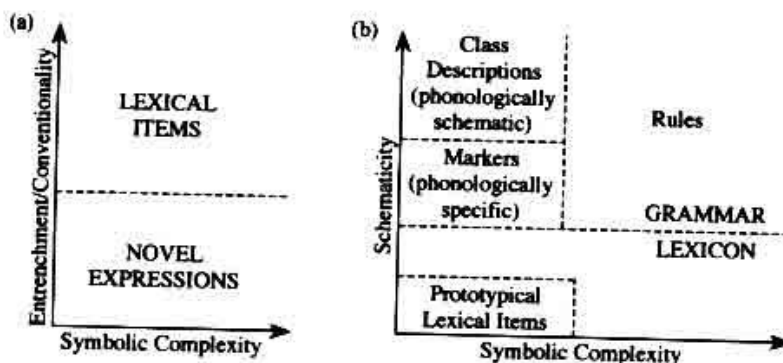 (a)
Entrenchment/Conventionality
LEXICAL
ITEMS
NOVEL
EXPRESSIONS
Symbolic Complexity
(b)
Schematicity
Class
Descriptions
(phonologically
schematic)
Rules
Markers
(phonologically
specific)
GRAMMAR
LEXICON
Prototypical
Lexical Items
Symbolic Complexity